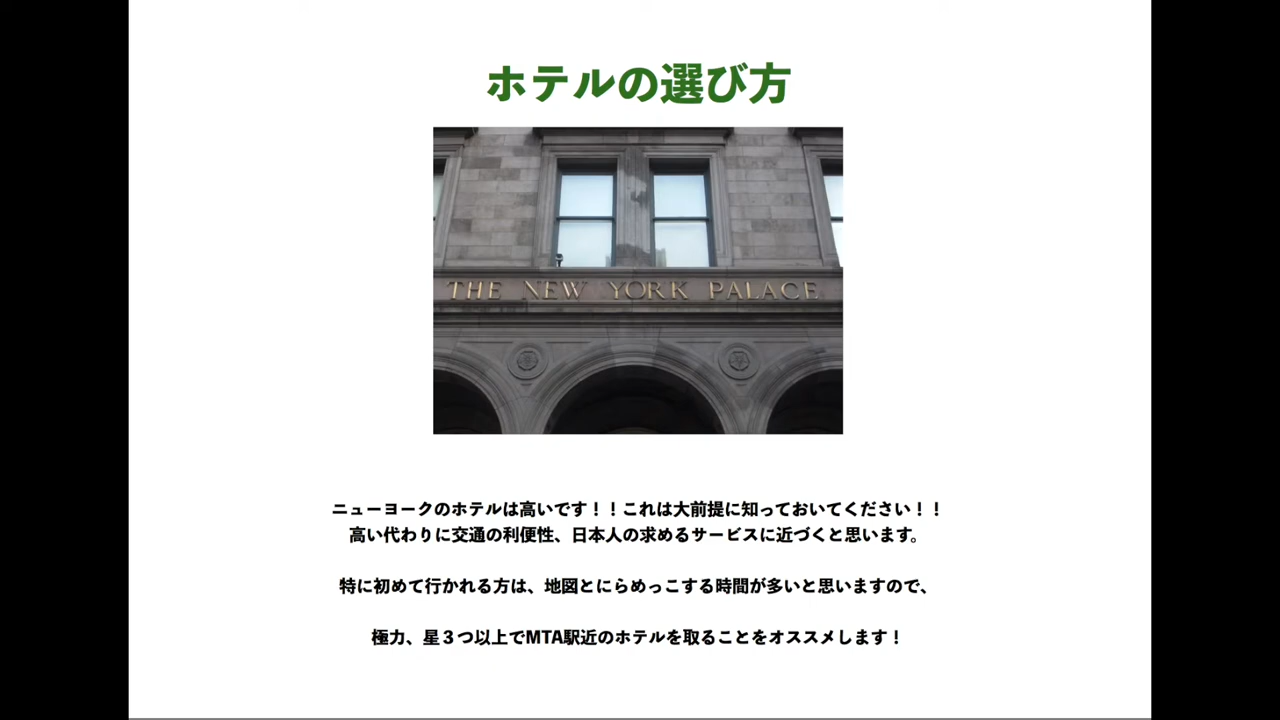 ホテルの選び方
THE NEW YORK PALACE
ニューヨークのホテルは高いです！！これは大前提に知っておいてください！！
高い代わりに交通の利便性、日本人の求めるサービスに近づくと思います。
特に初めて行かれる方は、地図とにらめっこする時間が多いと思いますので、
極力、星３つ以上でMTA駅近のホテルを取ることをオススメします！